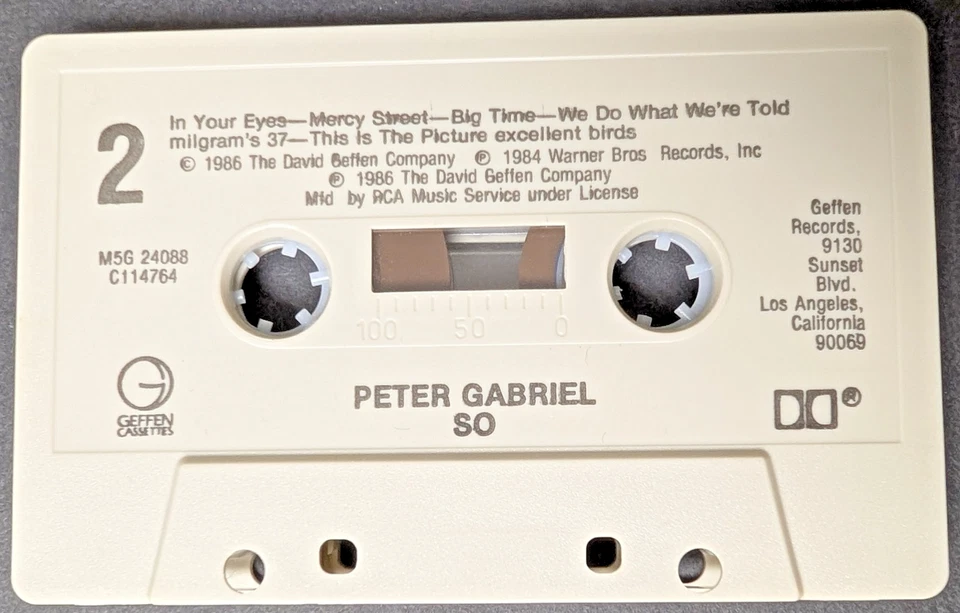 2
In Your Eyes—Mercy Street—Big Time—We Do What We're Told
milgram's 37—This Is The Picture excellent birds
© 1986 The David Geffen Company ℗ 1984 Warner Bros Records, Inc
℗ 1986 The David Geffen Company
Mfd by RCA Music Service under License
M5G 24088
C114764
Geffen
Records,
9130
Sunset
Blvd.
Los Angeles,
California
90069
100 50 0
G
GEFFEN
CASSETTES
PETER GABRIEL
SO
®